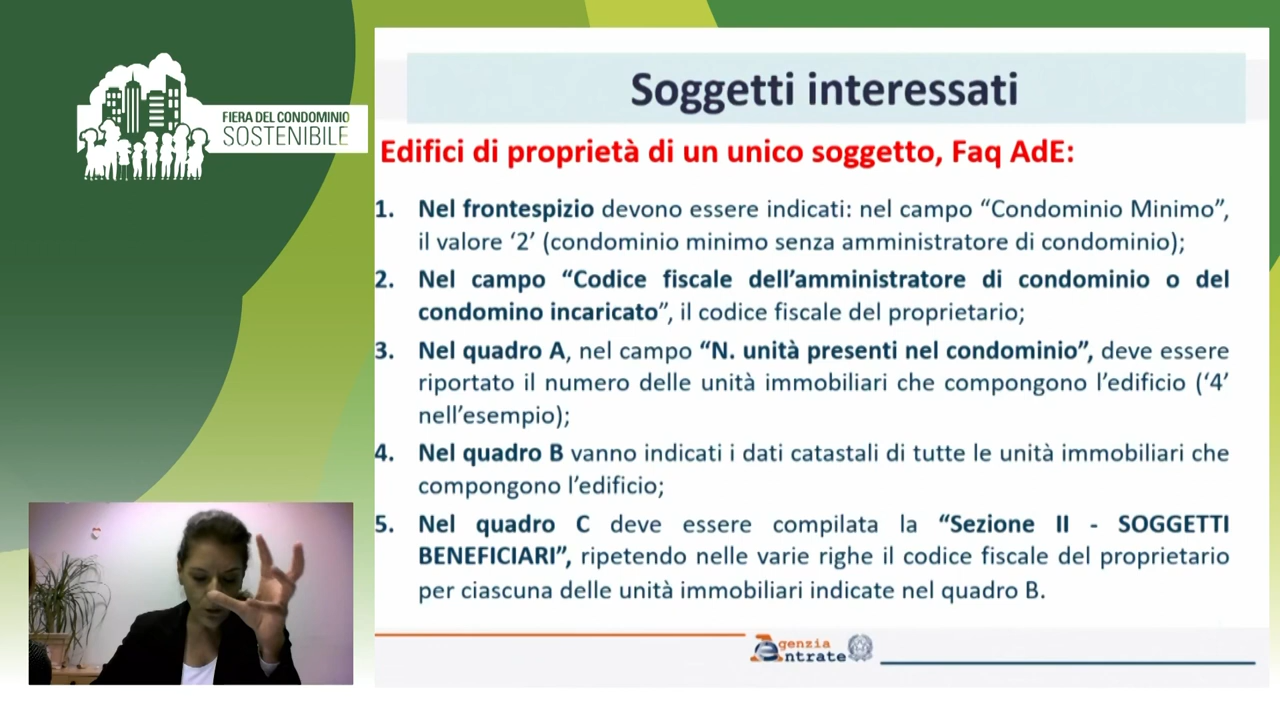 FIERA DEL CONDOMINIO
SOSTENIBILE
Soggetti interessati
Edifici di proprietà di un unico soggetto, Faq AdE:
1. Nel frontespizio devono essere indicati: nel campo “Condominio Minimo”,
il valore ‘2’ (condominio minimo senza amministratore di condominio);
2. Nel campo “Codice fiscale dell’amministratore di condominio o del
condomino incaricato”, il codice fiscale del proprietario;
3. Nel quadro A, nel campo “N. unità presenti nel condominio”, deve essere
riportato il numero delle unità immobiliari che compongono l’edificio (‘4’
nell’esempio);
4. Nel quadro B vanno indicati i dati catastali di tutte le unità immobiliari che
compongono l’edificio;
5. Nel quadro C deve essere compilata la “Sezione II - SOGGETTI
BENEFICIARI”, ripetendo nelle varie righe il codice fiscale del proprietario
per ciascuna delle unità immobiliari indicate nel quadro B.
agenzia
entrate